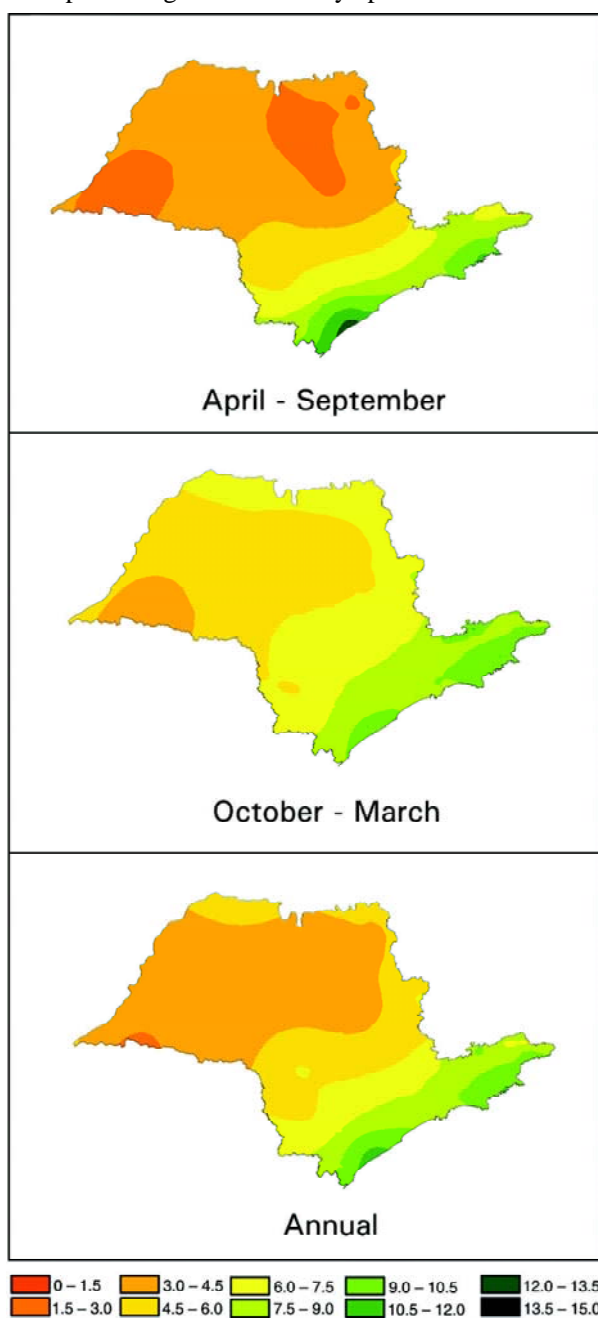 April - September
October - March
Annual
0 – 1.5 3.0 – 4.5 6.0 – 7.5 9.0 – 10.5 12.0 – 13.5
1.5 – 3.0 4.5 – 6.0 7.5 – 9.0 10.5 – 12.0 13.5 – 15.0